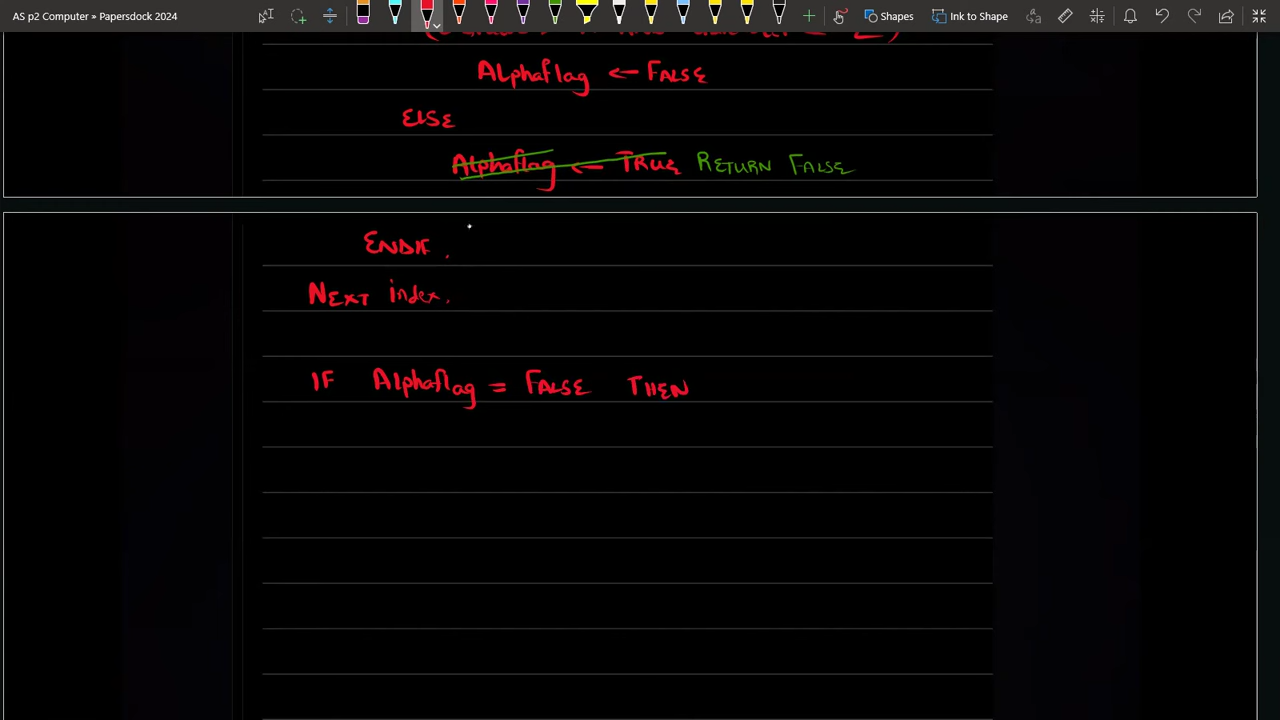 AS p2 Computer » Papersdock 2024
Shapes
Ink to Shape
Alphaflag ← FALSE
ELSE
Alphaflag ← TRUE RETURN FALSE
ENDIF.
NEXT index.
IF Alphaflag = FALSE THEN